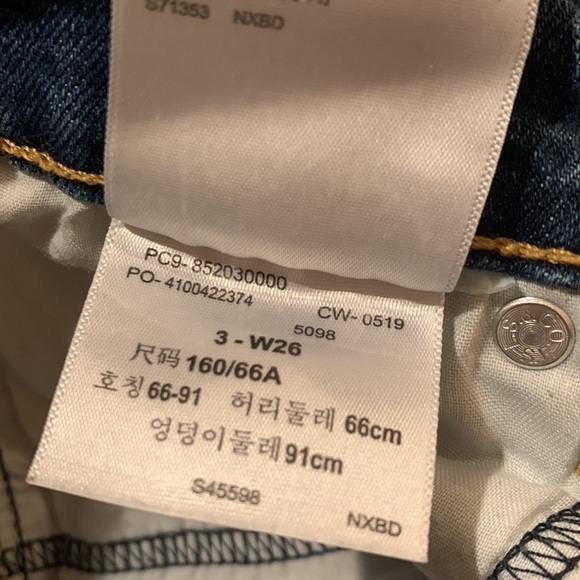 S71353 NXBD
PC9- 852030000
PO- 4100422374 CW- 0519
5098
3 - W26
尺码 160/66A
호칭 66-91 허리둘레 66cm
엉덩이둘레 91cm
S45598 NXBD